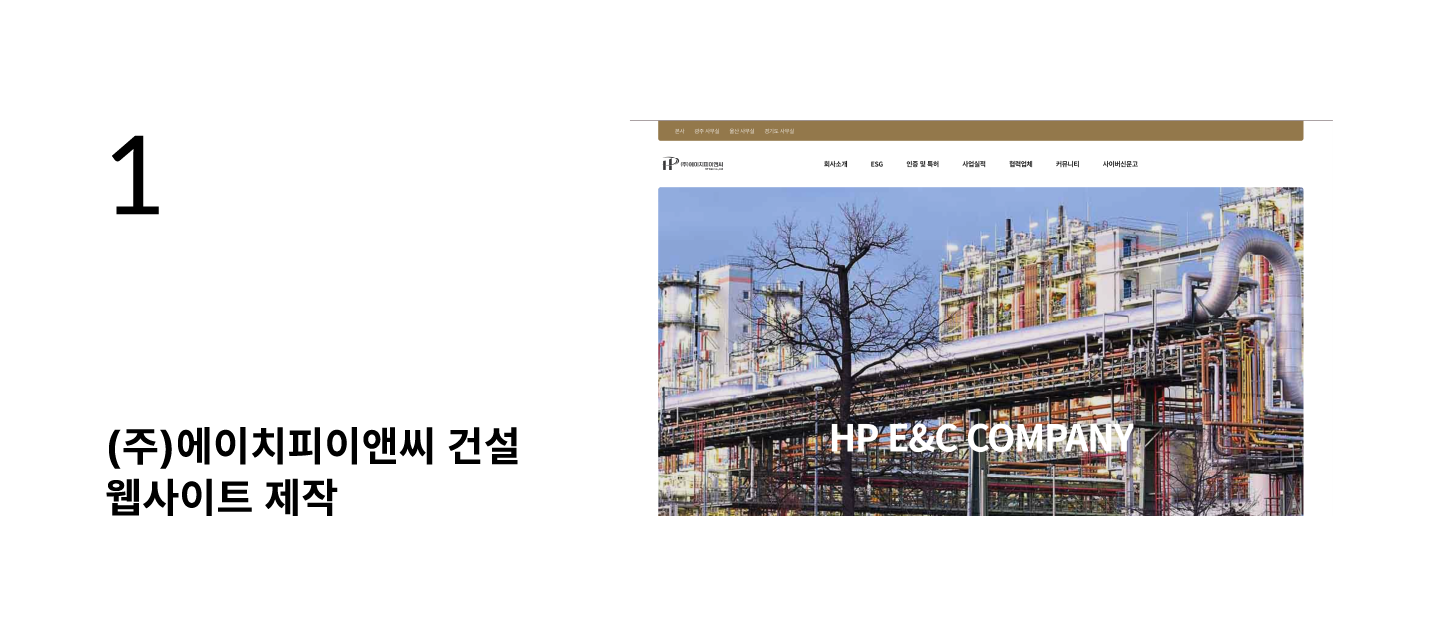 1
(주)에이치피이앤씨 건설
웹사이트 제작
본사 광주 사무실 울산 사무실 경기도 사무실
HP (주)에이치피이앤씨
회사소개 ESG 인증 및 특허 사업실적 협력업체 커뮤니티 사이버신문고
HP E&C COMPANY